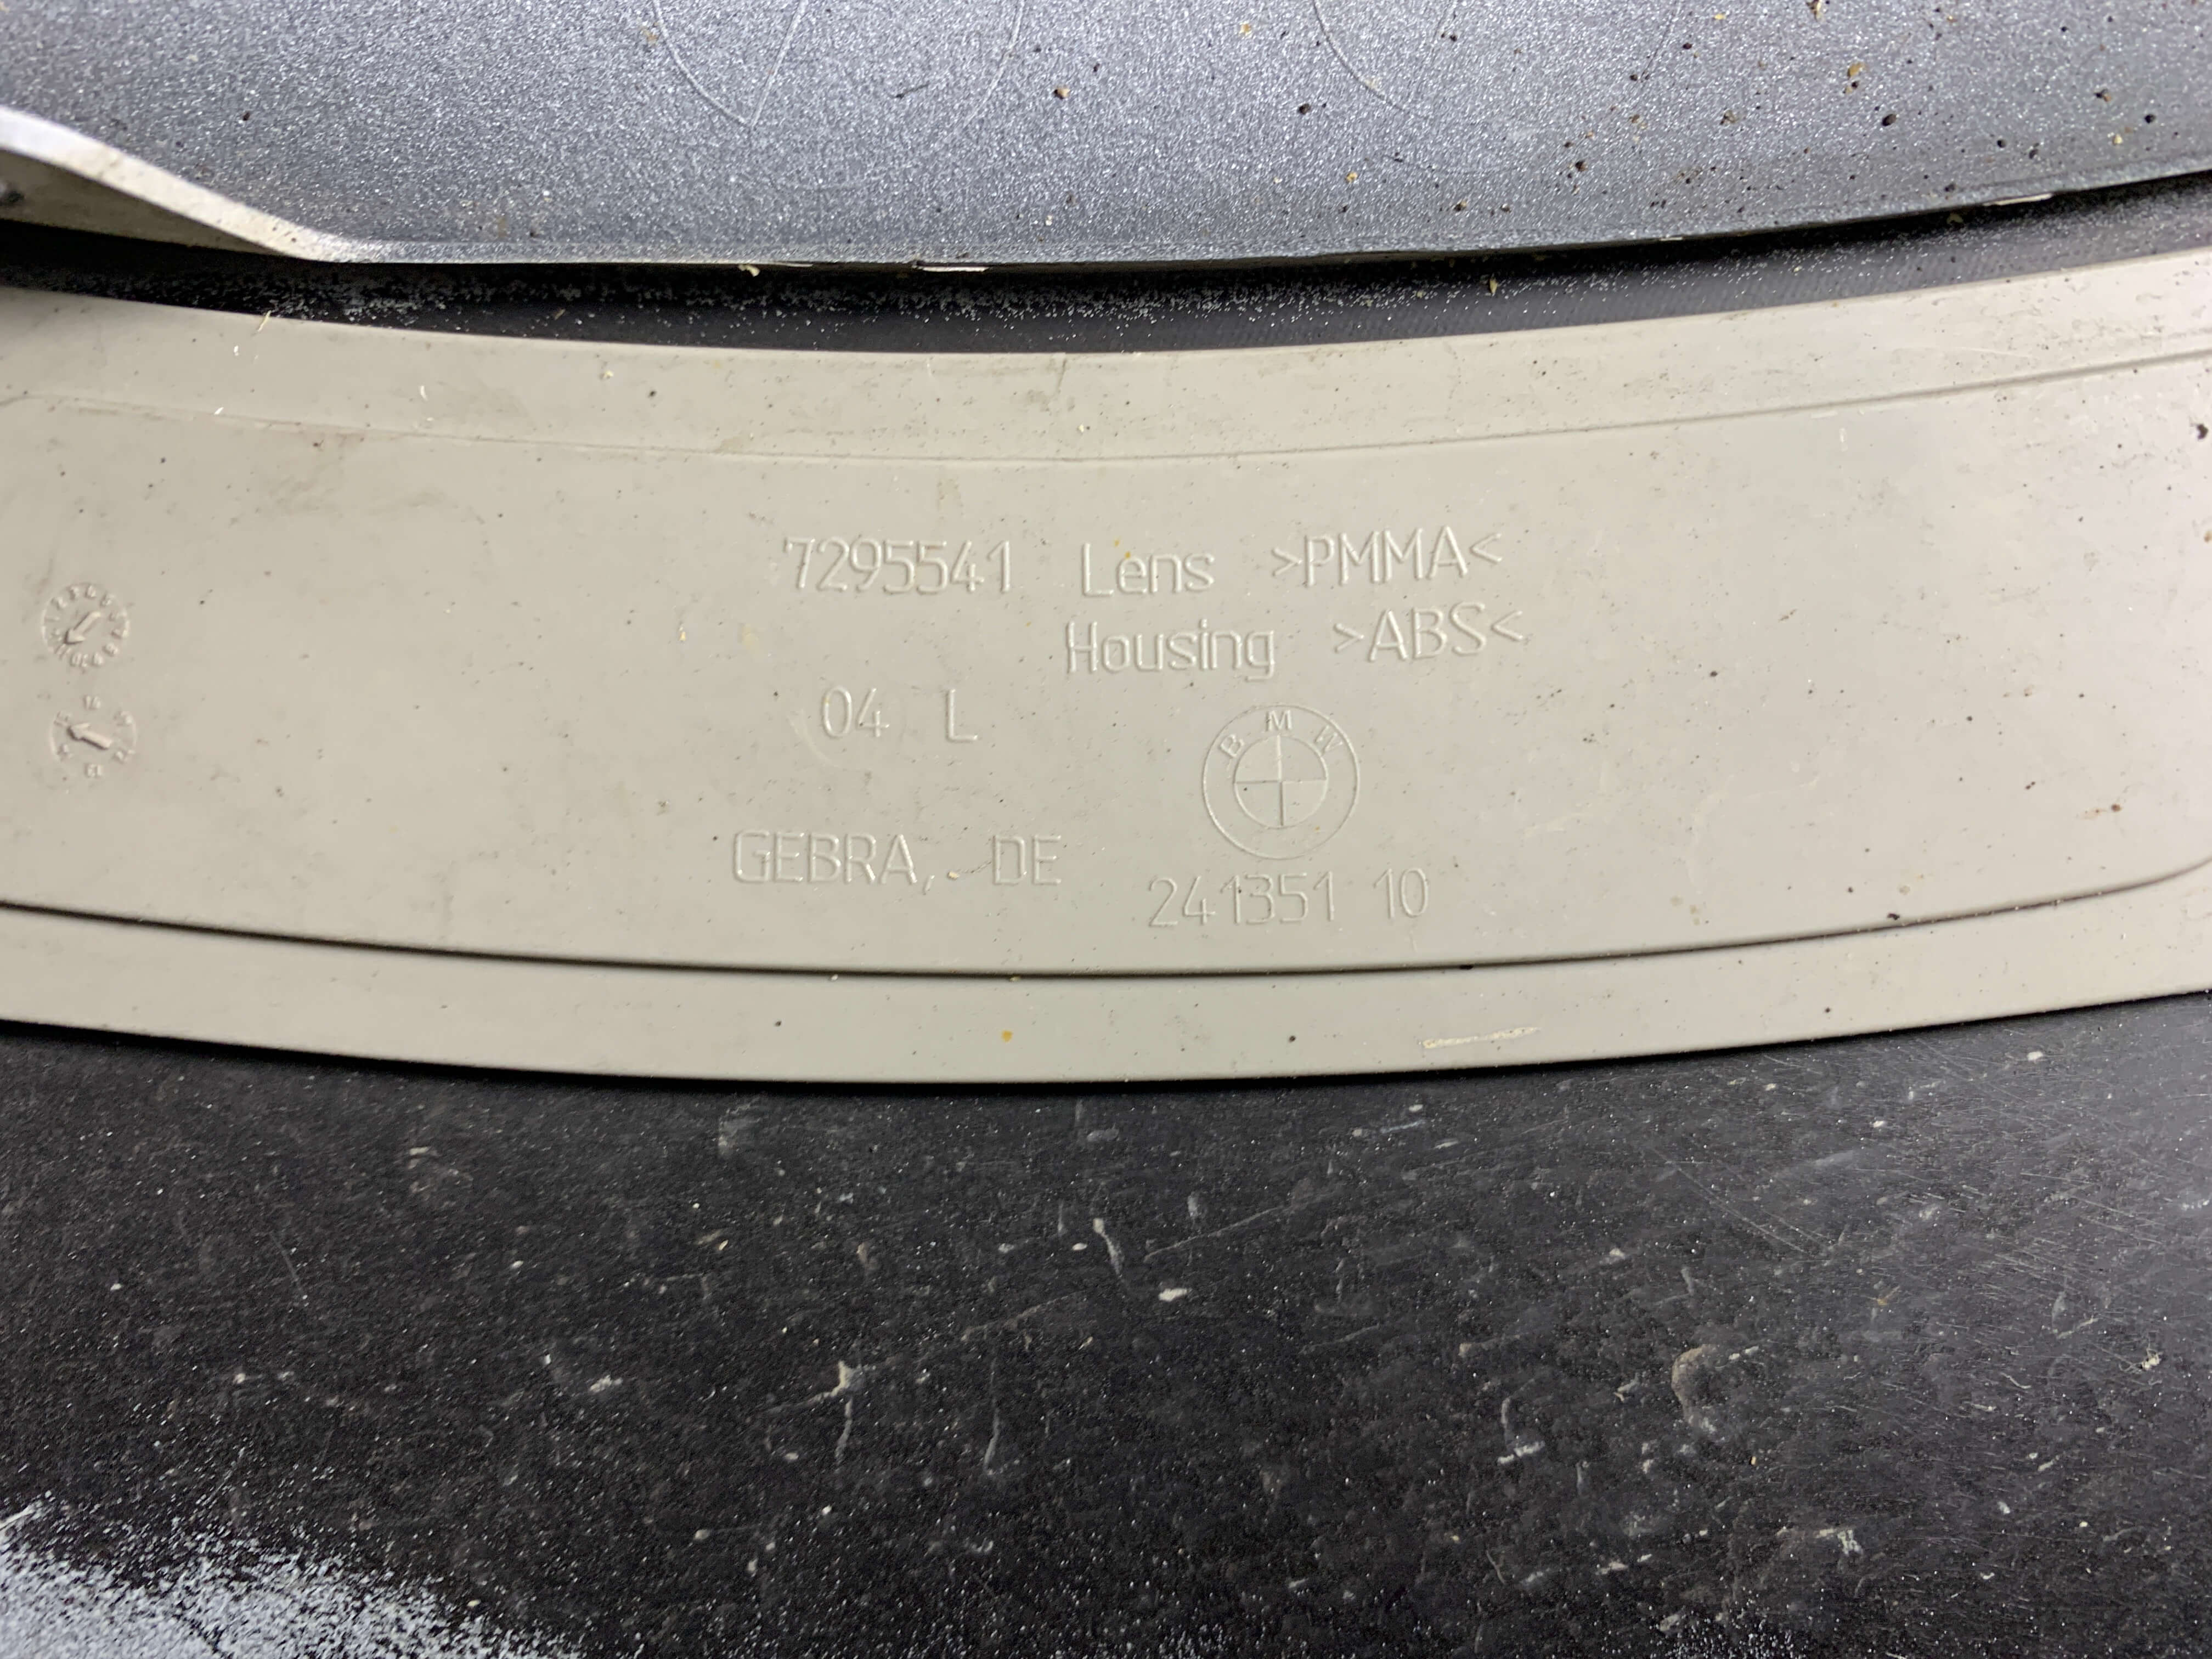 7295541 Lens >PMMA<
Housing >ABS<
04 L
BMW
GEBRA, DE
241351 10